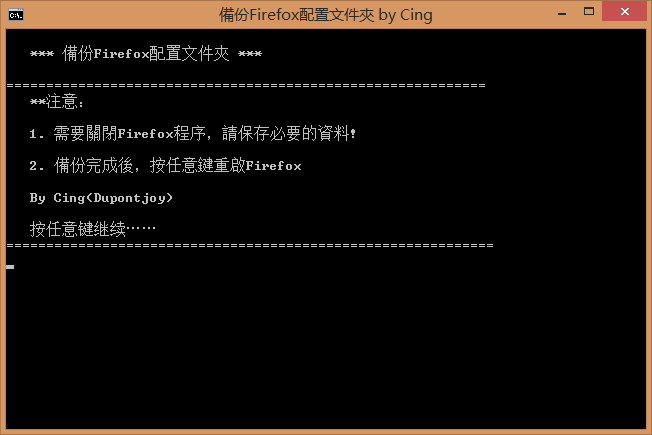 備份Firefox配置文件夾 by Cing
*** 備份Firefox配置文件夾 ***
============================================================
**注意：
1. 需要關閉Firefox程序，請保存必要的資料!
2. 備份完成後，按任意鍵重啟Firefox
By Cing(Dupontjoy)
按任意键继续……
=============================================================